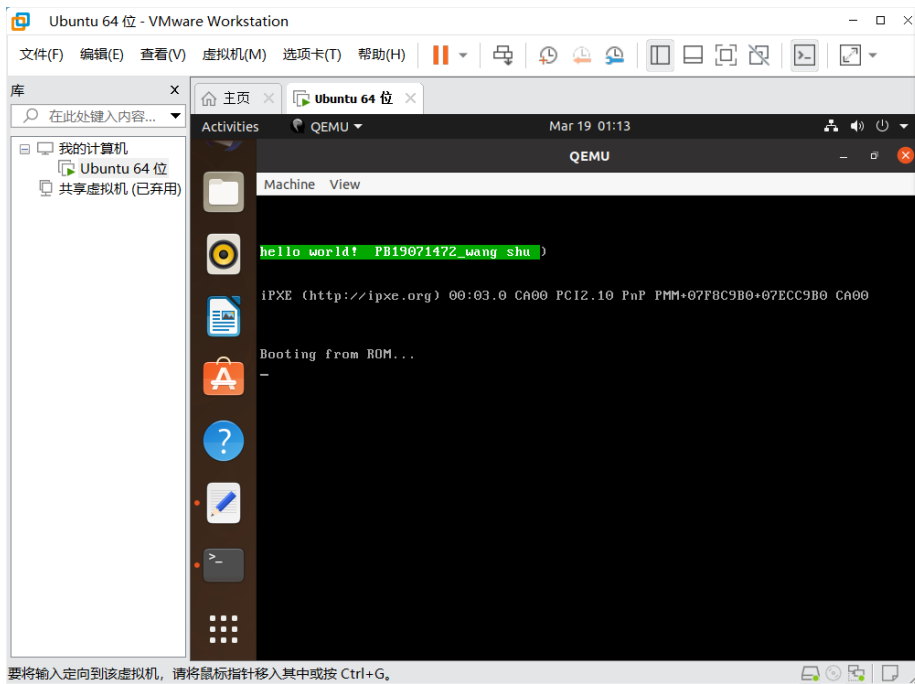 Ubuntu 64 位 - VMware Workstation
文件(F) 编辑(E) 查看(V) 虚拟机(M) 选项卡(T) 帮助(H)
库
在此处键入内容...
我的计算机
Ubuntu 64 位
共享虚拟机 (已弃用)
主页
Ubuntu 64 位
Activities QEMU Mar 19 01:13
QEMU
Machine View
hello world! PB19071472_wang shu )
iPXE (http://ipxe.org) 00:03.0 CA00 PCI2.10 PnP PMM+07F8C9B0+07ECC9B0 CA00
Booting from ROM...
要将输入定向到该虚拟机，请将鼠标指针移入其中或按 Ctrl+G。